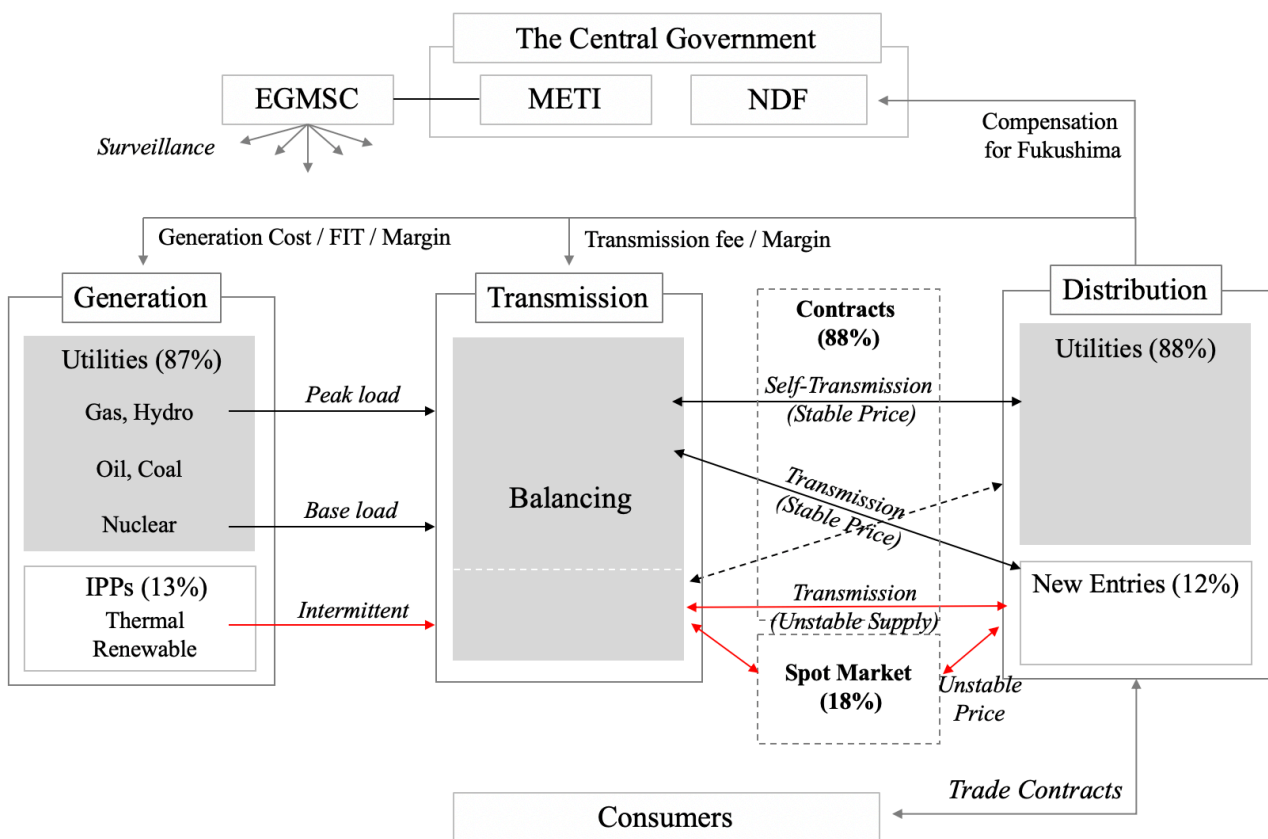 The Central Government
EGMSC
METI
NDF
Surveillance
Compensation
for Fukushima
Generation Cost / FIT / Margin
Transmission fee / Margin
Generation
Transmission
Distribution
Contracts
(88%)
Utilities (87%)
Gas, Hydro
Oil, Coal
Nuclear
Peak load
Base load
IPPs (13%)
Thermal
Renewable
Intermittent
Balancing
Self-Transmission
(Stable Price)
Transmission
(Stable Price)
Transmission
(Unstable Supply)
Spot Market
(18%)
Unstable
Price
Utilities (88%)
New Entries (12%)
Trade Contracts
Consumers